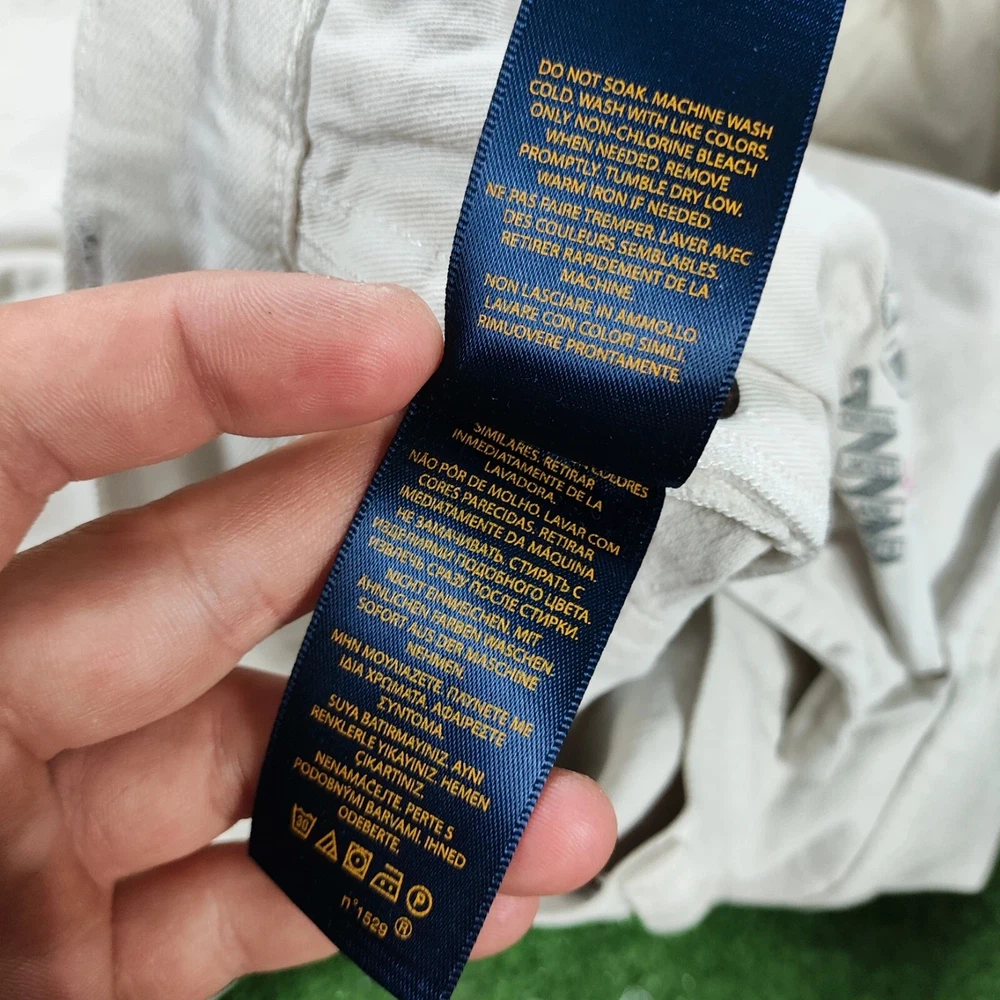 DO NOT SOAK. MACHINE WASH
COLD. WASH WITH LIKE COLORS.
ONLY NON-CHLORINE BLEACH
WHEN NEEDED. REMOVE
PROMPTLY. TUMBLE DRY LOW.
WARM IRON IF NEEDED.
NE PAS FAIRE TREMPER. LAVER AVEC
DES COULEURS SEMBLABLES.
RETIRER RAPIDEMENT DE LA
MACHINE.
NON LASCIARE IN AMMOLLO.
LAVARE CON COLORI SIMILI.
RIMUOVERE PRONTAMENTE.
COLORES
SIMILARES. RETIRAR
INMEDIATAMENTE DE LA
LAVADORA.
NÃO PÔR DE MOLHO. LAVAR COM
CORES PARECIDAS. RETIRAR
IMEDIATAMENTE DA MAQUINA.
НЕ ЗАМАЧИВАТЬ. СТИРАТЬ С
ИЗДЕЛИЯМИ ПОДОБНОГО ЦВЕТА.
ИЗВЛЕЧЬ СРАЗУ ПОСЛЕ СТИРКИ.
NICHT EINWEICHEN. MIT
ÄHNLICHEN FARBEN WASCHEN.
SOFORT AUS DER MASCHINE
NEHMEN.
ΜΗΝ ΜΟΥΛΙΑΖΕΤΕ. ΠΛΥΝΕΤΕ ΜΕ
ΙΔΙΑ ΧΡΩΜΑΤΑ. ΑΦΑΙΡΕΣΤΕ
ΣΥΝΤΟΜΑ.
SUYA BATIRMAYINIZ. AYNI
RENKLERLE YIKAYINIZ. HEMEN
ÇIKARTINIZ.
NENAMÁČEJTE. PERTE S
PODOBNÝMI BARVAMI. IHNED
ODEBERTE.
30
P
n°1529 ®